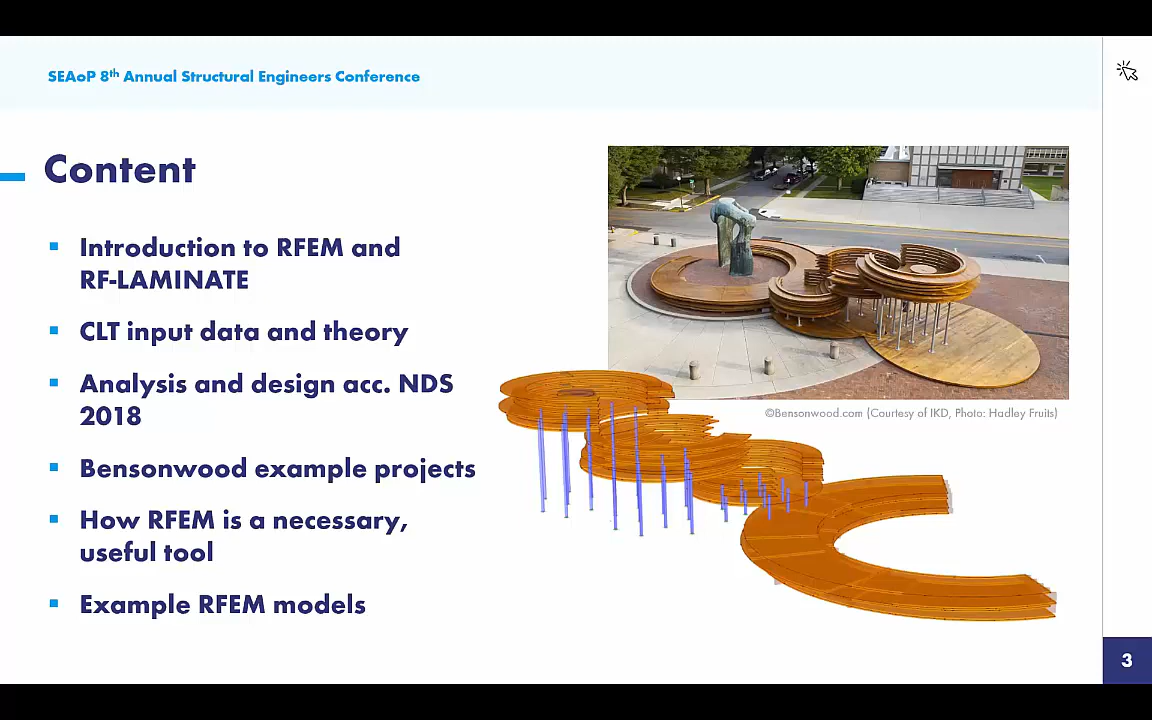 SEAoP 8th Annual Structural Engineers Conference
Content
Introduction to RFEM and
RF-LAMINATE
CLT input data and theory
Analysis and design acc. NDS
2018
Bensonwood example projects
How RFEM is a necessary,
useful tool
Example RFEM models
©Bensonwood.com (Courtesy of IKD, Photo: Hadley Fruits)
3